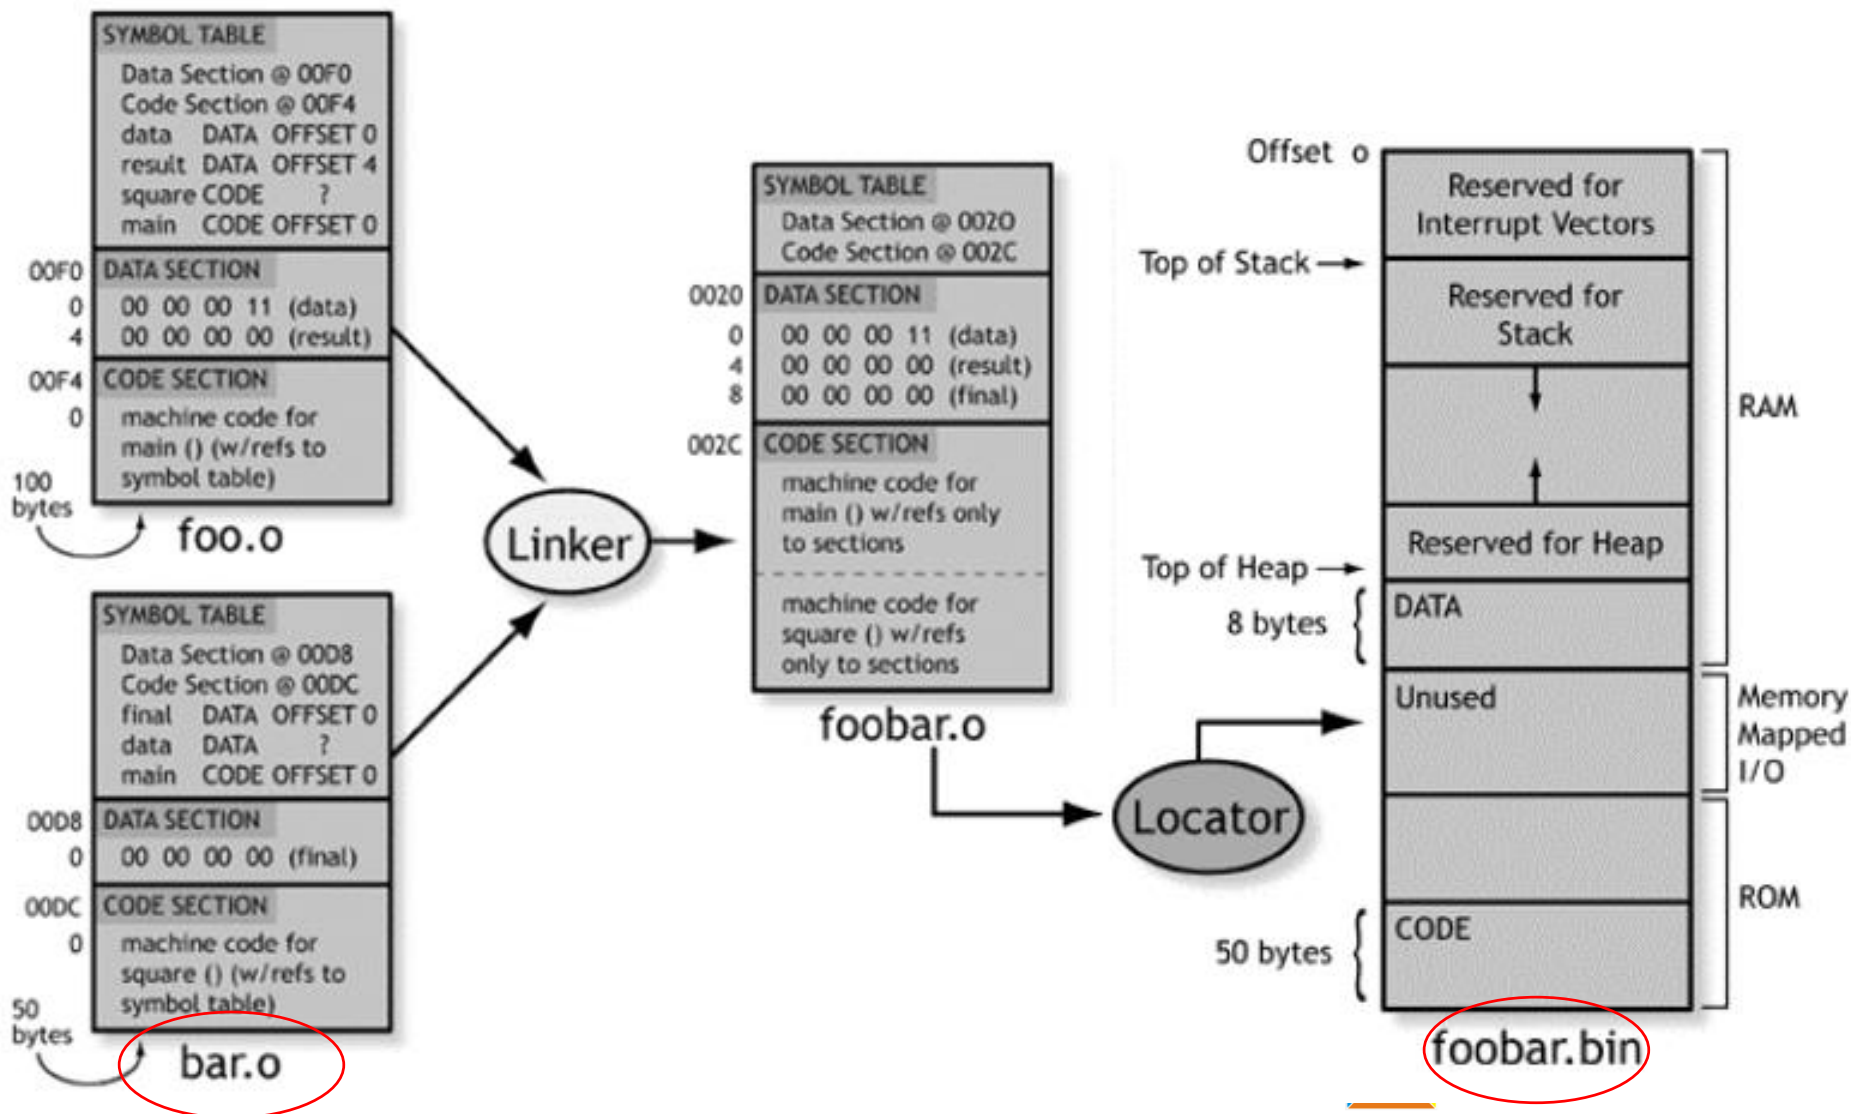 SYMBOL TABLE
Data Section @ 00F0
Code Section @ 00F4
data DATA OFFSET 0
result DATA OFFSET 4
square CODE ?
main CODE OFFSET 0
00F0 DATA SECTION
0 00 00 00 11 (data)
4 00 00 00 00 (result)
00F4 CODE SECTION
0 machine code for
main () (w/refs to
symbol table)
100
bytes
foo.o
SYMBOL TABLE
Data Section @ 00D8
Code Section @ 00DC
final DATA OFFSET 0
data DATA ?
main CODE OFFSET 0
00D8 DATA SECTION
0 00 00 00 00 (final)
00DC CODE SECTION
0 machine code for
square () (w/refs to
symbol table)
50
bytes
bar.o
Linker
SYMBOL TABLE
Data Section @ 0020
Code Section @ 002C
0020 DATA SECTION
0 00 00 00 11 (data)
4 00 00 00 00 (result)
8 00 00 00 00 (final)
002C CODE SECTION
machine code for
main () w/refs only
to sections
machine code for
square () w/refs
only to sections
foobar.o
Locator
Offset o
Reserved for
Interrupt Vectors
Top of Stack
Reserved for
Stack
RAM
Reserved for Heap
Top of Heap
DATA
8 bytes
Unused
Memory
Mapped
I/O
ROM
CODE
50 bytes
foobar.bin